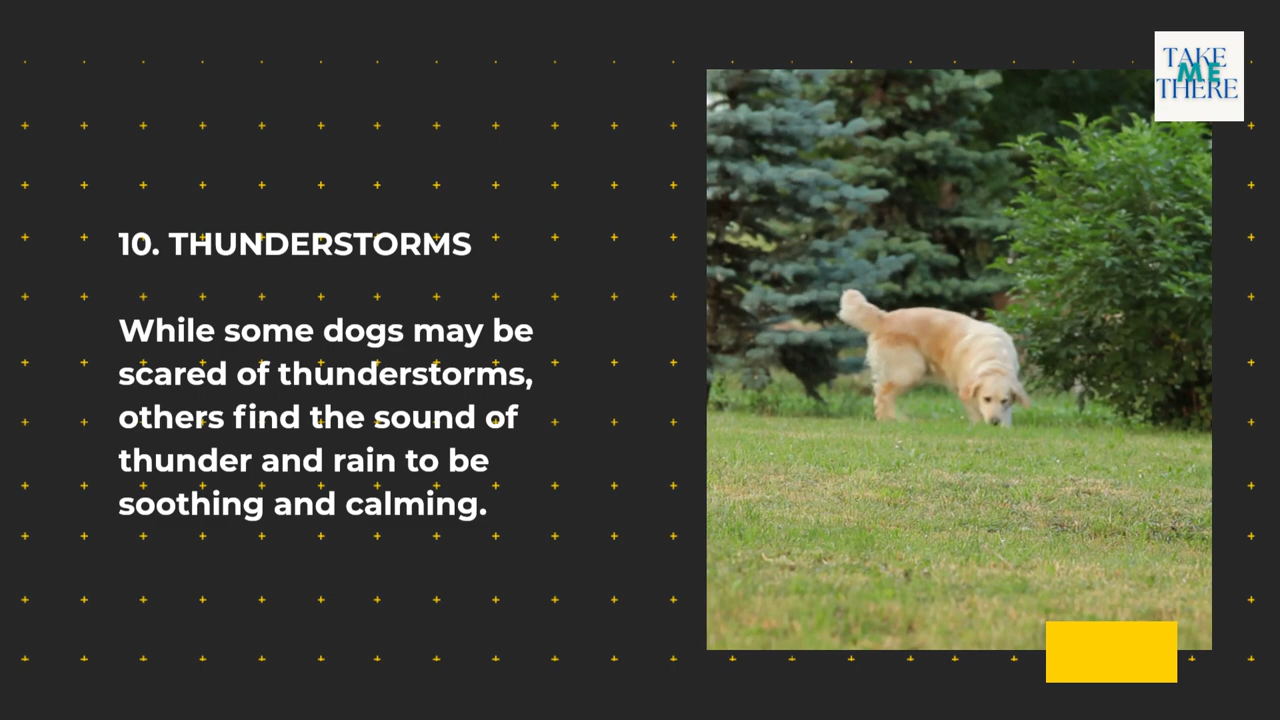 TAKE
ME
THERE
10. THUNDERSTORMS
While some dogs may be
scared of thunderstorms,
others find the sound of
thunder and rain to be
soothing and calming.